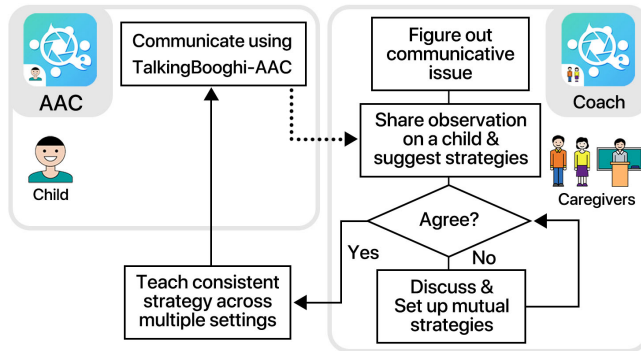 AAC
Child
Communicate using
TalkingBooghi-AAC
Figure out
communicative
issue
Coach
Share observation
on a child &
suggest strategies
Caregivers
Agree?
Yes
No
Teach consistent
strategy across
multiple settings
Discuss &
Set up mutual
strategies